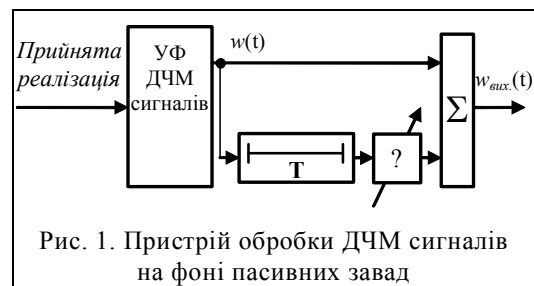 Прийнята
реалізація
УФ
ДЧМ
сигналів
w(t)
T
?
Σ
wвих.(t)
Рис. 1. Пристрій обробки ДЧМ сигналів
на фоні пасивних завад